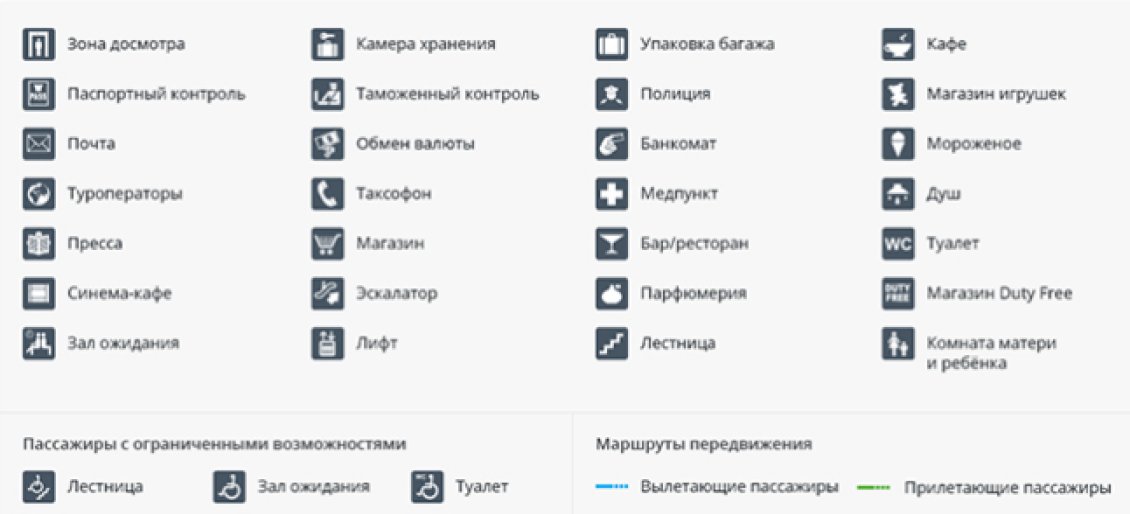 Зона досмотра
Камера хранения
Упаковка багажа
Кафе
PASS
Паспортный контроль
Таможенный контроль
Полиция
Магазин игрушек
Почта
Обмен валюты
Банкомат
Мороженое
Туроператоры
Таксофон
Медпункт
Душ
Пресса
Магазин
Бар/ресторан
WC
Туалет
Синема-кафе
Эскалатор
Парфюмерия
DUTY
FREE
Магазин Duty Free
Зал ожидания
Лифт
Лестница
Комната матери
и ребёнка
Пассажиры с ограниченными возможностями
Маршруты передвижения
Лестница
Зал ожидания
WC
Туалет
Вылетающие пассажиры
Прилетающие пассажиры